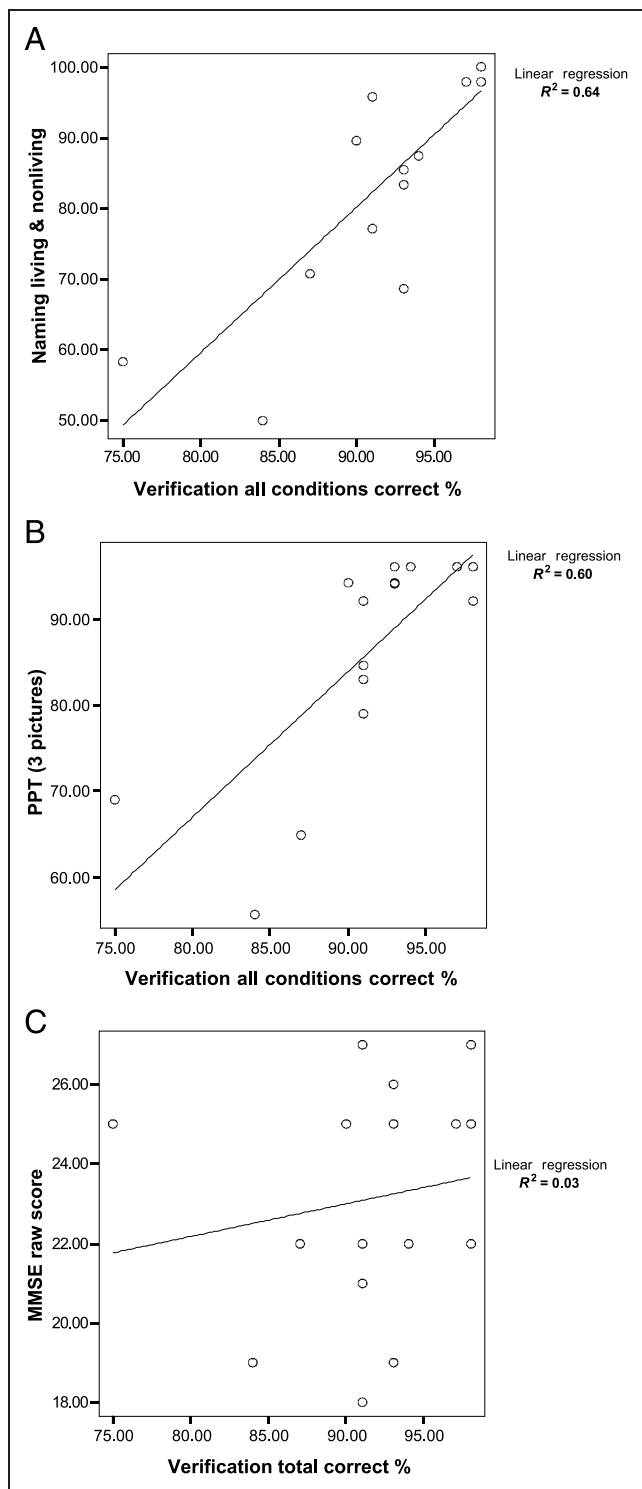 A
100.00
90.00
80.00
70.00
60.00
50.00
Naming living & nonliving
75.00 80.00 85.00 90.00 95.00
Verification all conditions correct %
Linear regression
R² = 0.64
B
90.00
80.00
70.00
60.00
PPT (3 pictures)
75.00 80.00 85.00 90.00 95.00
Verification all conditions correct %
Linear regression
R² = 0.60
C
26.00
24.00
22.00
20.00
18.00
MMSE raw score
75.00 80.00 85.00 90.00 95.00
Verification total correct %
Linear regression
R² = 0.03